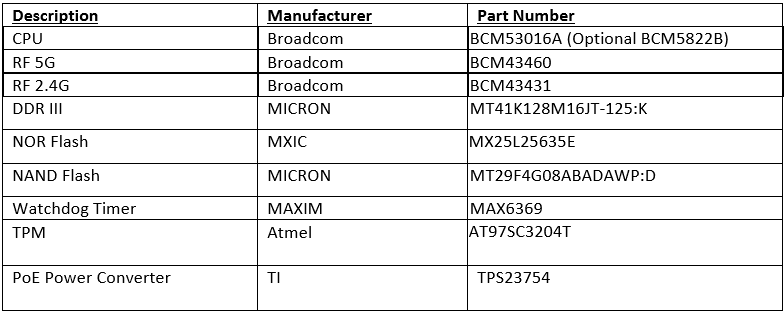 Description Manufacturer Part Number
CPU Broadcom BCM53016A (Optional BCM5822B)
RF 5G Broadcom BCM43460
RF 2.4G Broadcom BCM43431
DDR III MICRON MT41K128M16JT-125:K
NOR Flash MXIC MX25L25635E
NAND Flash MICRON MT29F4G08ABADAWP:D
Watchdog Timer MAXIM MAX6369
TPM Atmel AT97SC3204T
PoE Power Converter TI TPS23754